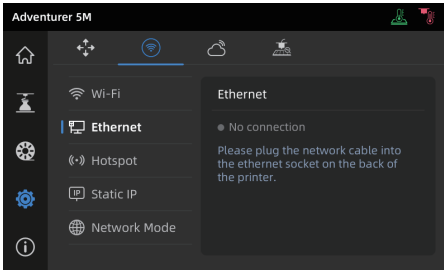 Adventurer 5M
Wi-Fi
Ethernet
Hotspot
IP
Static IP
Network Mode
Ethernet
No connection
Please plug the network cable into
the ethernet socket on the back of
the printer.